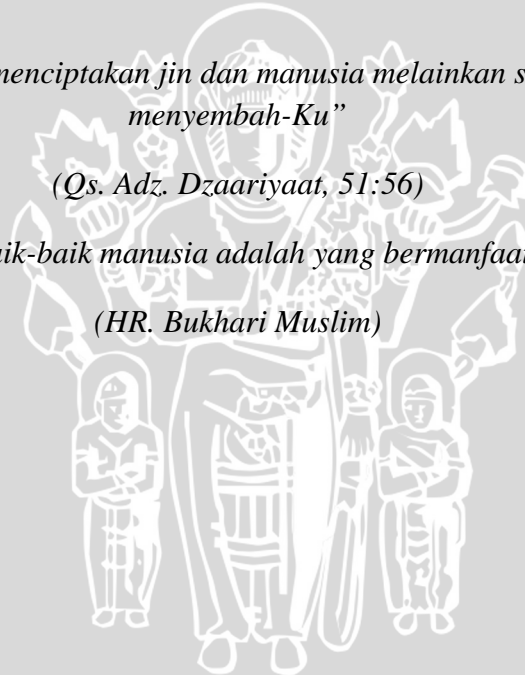 menciptakan jin dan manusia melainkan
menyembah-Ku”
(Qs. Adz. Dzaariyaat, 51:56)
baik-baik manusia adalah yang bermanfaat
(HR. Bukhari Muslim)